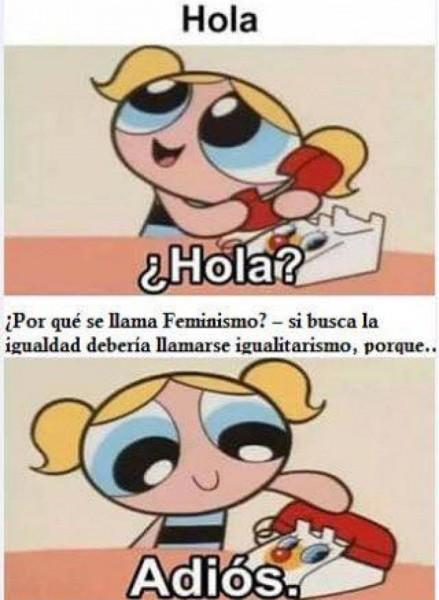 Hola
¿Hola?
¿Por qué se llama Feminismo? – si busca la
igualdad debería llamarse igualitarismo, porque..
Adiós.